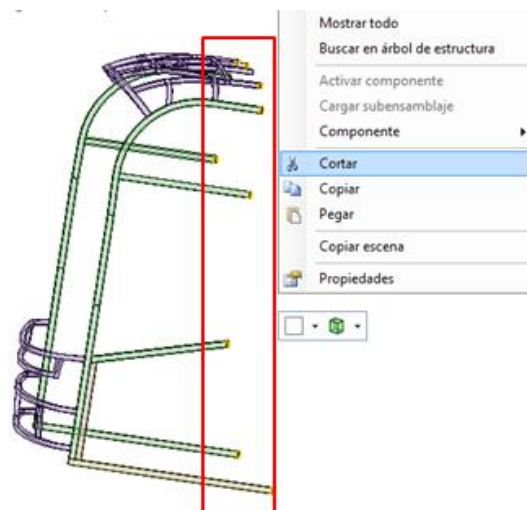 Mostrar todo
Buscar en árbol de estructura
Activar componente
Cargar subensamblaje
Componente
Cortar
Copiar
Pegar
Copiar escena
Propiedades